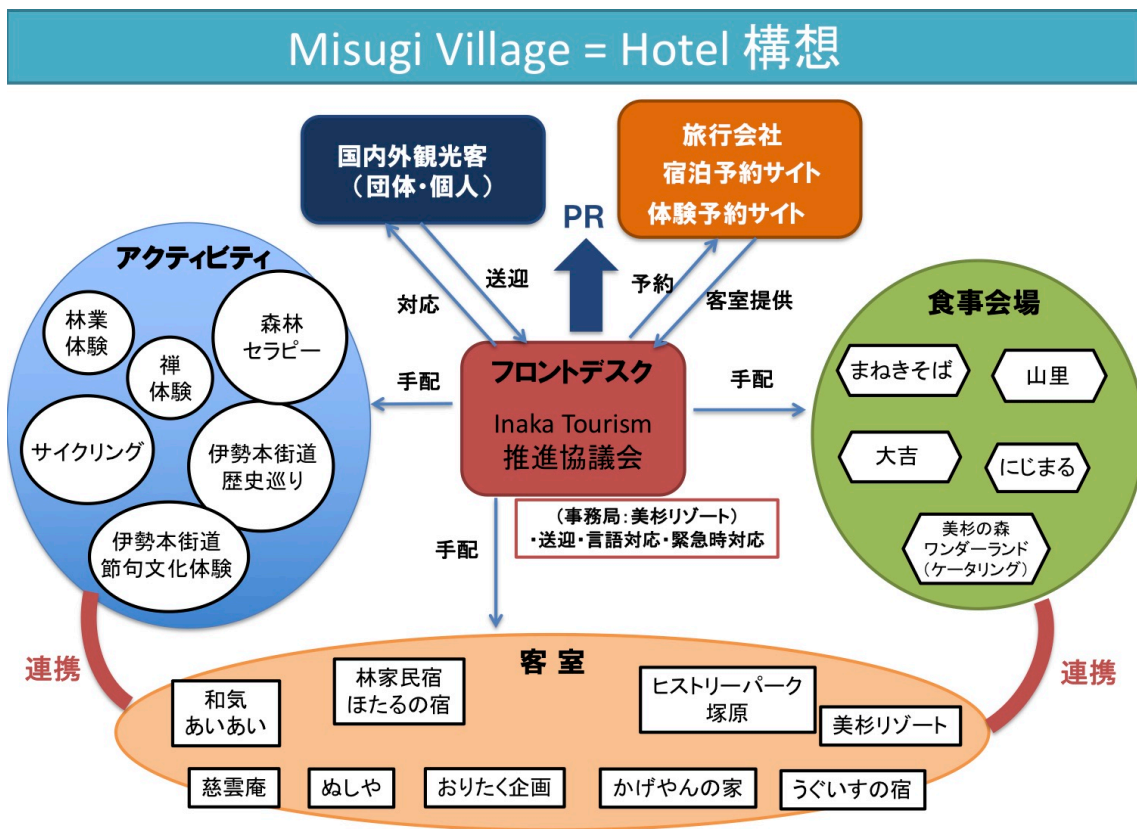 Misugi Village = Hotel 構想
国内外観光客
（団体・個人）
旅行会社
宿泊予約サイト
体験予約サイト
PR
対応
送迎
予約
客室提供
アクティビティ
林業
体験
森林
セラピー
禅
体験
サイクリング
伊勢本街道
歴史巡り
伊勢本街道
節句文化体験
手配
フロントデスク
Inaka Tourism
推進協議会
手配
（事務局：美杉リゾート）
・送迎・言語対応・緊急時対応
手配
食事会場
まねきそば
山里
大吉
にじまる
美杉の森
ワンダーランド
（ケータリング）
連携
連携
客室
和気
あいあい
林家民宿
ほたるの宿
ヒストリーパーク
塚原
美杉リゾート
慈雲庵
ぬしや
おりたく企画
かげやんの家
うぐいすの宿